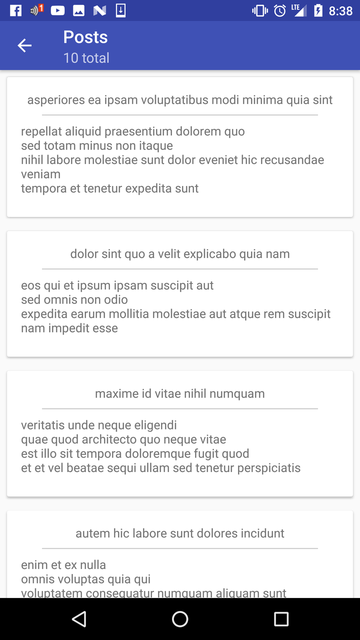 1
LTE
8:38
Posts
10 total
asperiores ea ipsam voluptatibus modi minima quia sint
repellat aliquid praesentium dolorem quo
sed totam minus non itaque
nihil labore molestiae sunt dolor eveniet hic recusandae
veniam
tempora et tenetur expedita sunt
dolor sint quo a velit explicabo quia nam
eos qui et ipsum ipsam suscipit aut
sed omnis non odio
expedita earum mollitia molestiae aut atque rem suscipit
nam impedit esse
maxime id vitae nihil numquam
veritatis unde neque eligendi
quae quod architecto quo neque vitae
est illo sit tempora doloremque fugit quod
et et vel beatae sequi ullam sed tenetur perspiciatis
autem hic labore sunt dolores incidunt
enim et ex nulla
omnis voluptas quia qui
voluptatem consequatur numquam aliquam sunt